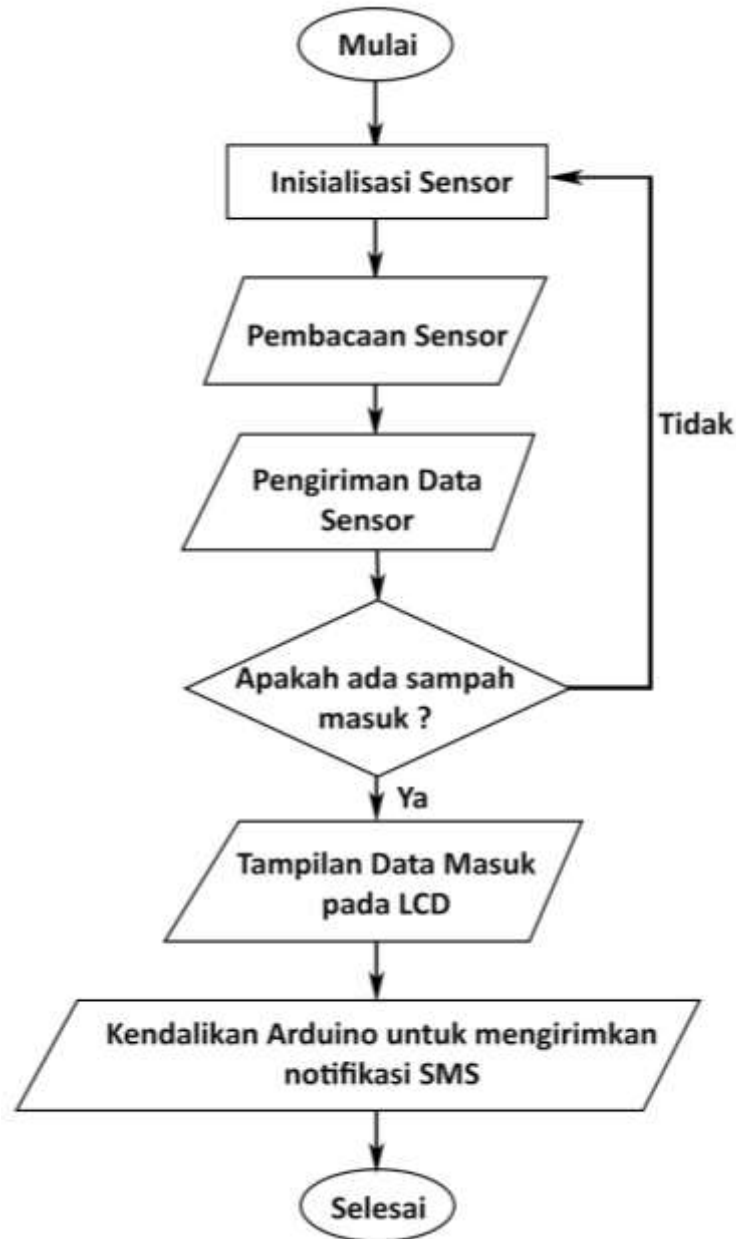 Mulai
Inisialisasi Sensor
Pembacaan Sensor
Tidak
Pengiriman Data
Sensor
Apakah ada sampah
masuk ?
Ya
Tampilan Data Masuk
pada LCD
Kendalikan Arduino untuk mengirimkan
notifikasi SMS
Selesai